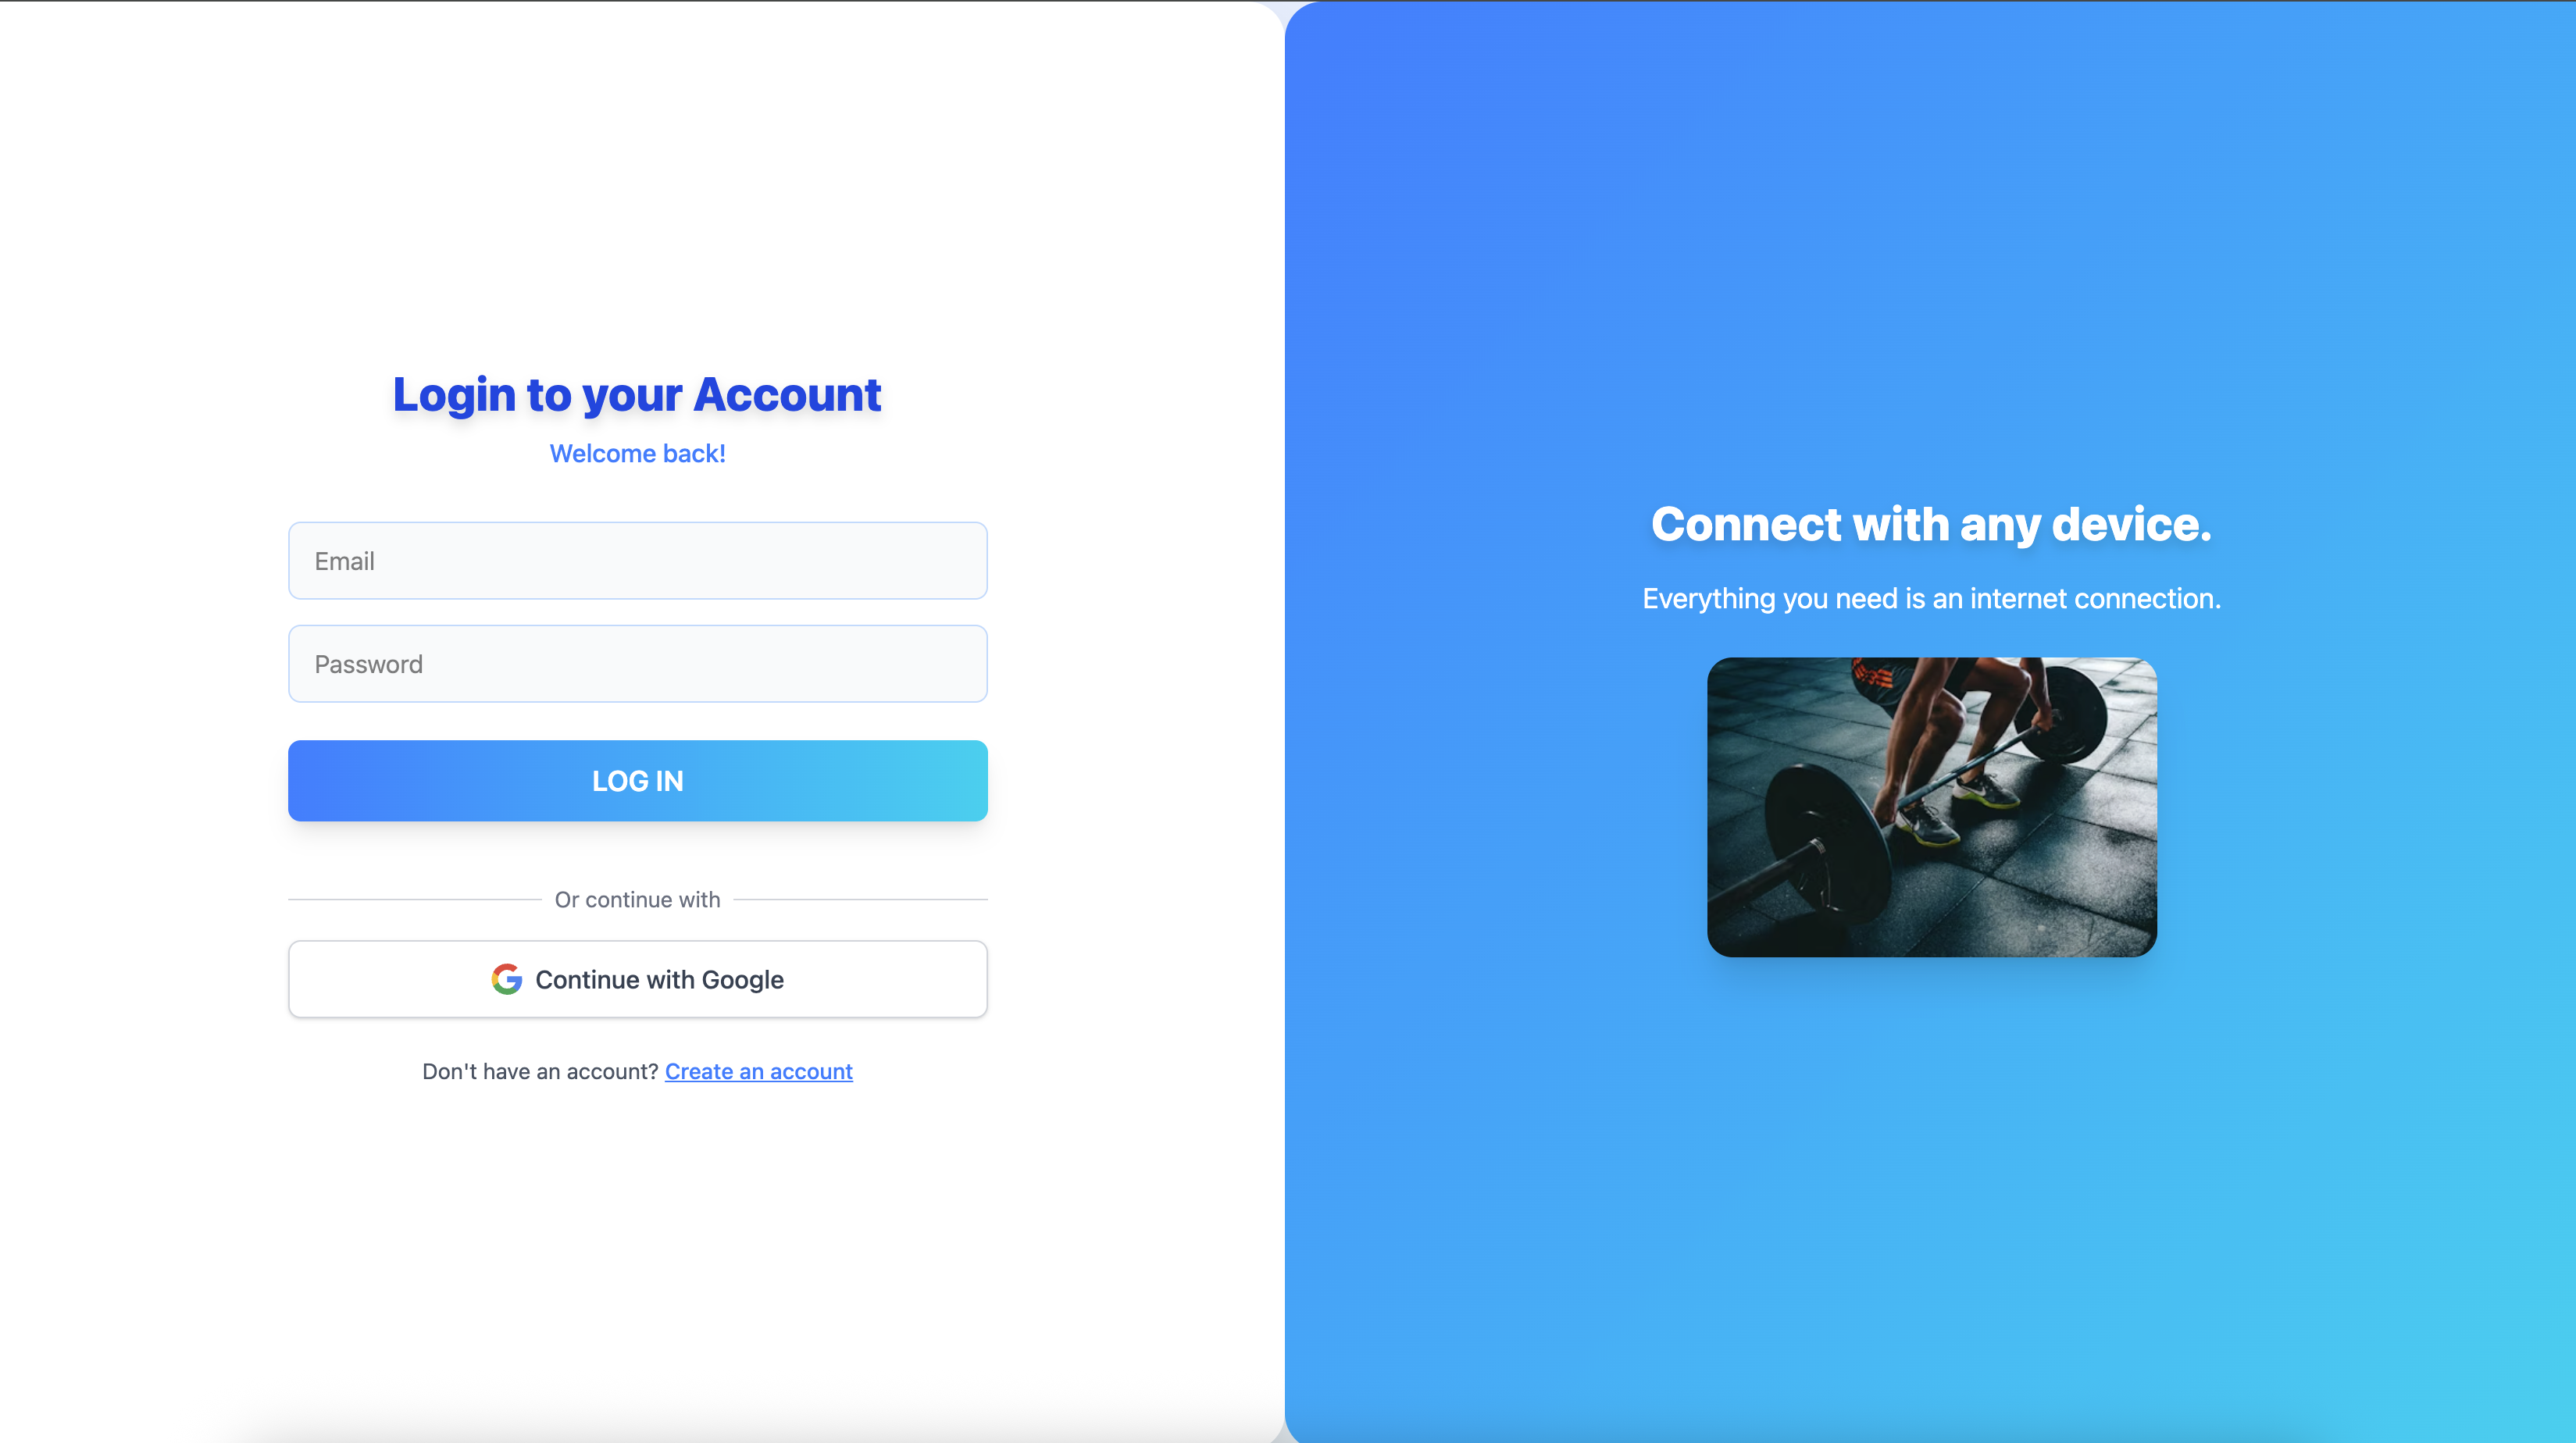 Login to your Account
Welcome back!
Email
Password
LOG IN
Or continue with
Continue with Google
Don't have an account? Create an account
Connect with any device.
Everything you need is an internet connection.